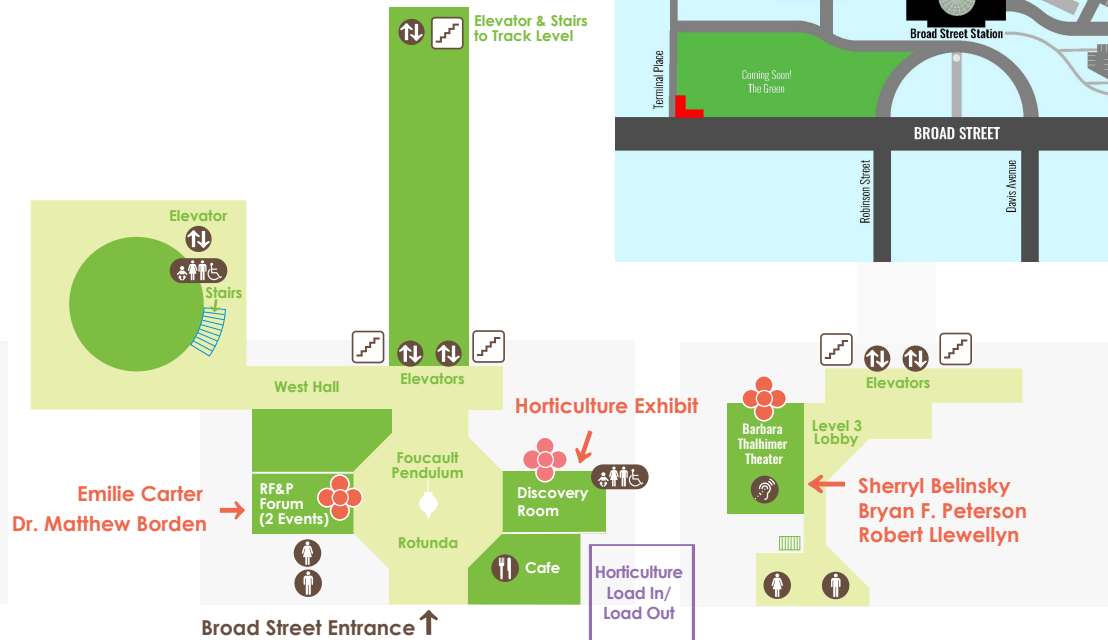 Elevator & Stairs
to Track Level
Broad Street Station
Terminal Place
Coming Soon!
The Green
BROAD STREET
Robinson Street
Davis Avenue
Elevator
Stairs
West Hall
Elevators
Horticulture Exhibit
Foucault
Pendulum
RF&P
Forum
(2 Events)
Emilie Carter
Dr. Matthew Borden
Discovery
Room
Rotunda
Cafe
Horticulture
Load In/
Load Out
Broad Street Entrance
Elevators
Barbara
Thalhimer
Theater
Level 3
Lobby
Sherryl Belinsky
Bryan F. Peterson
Robert Llewellyn